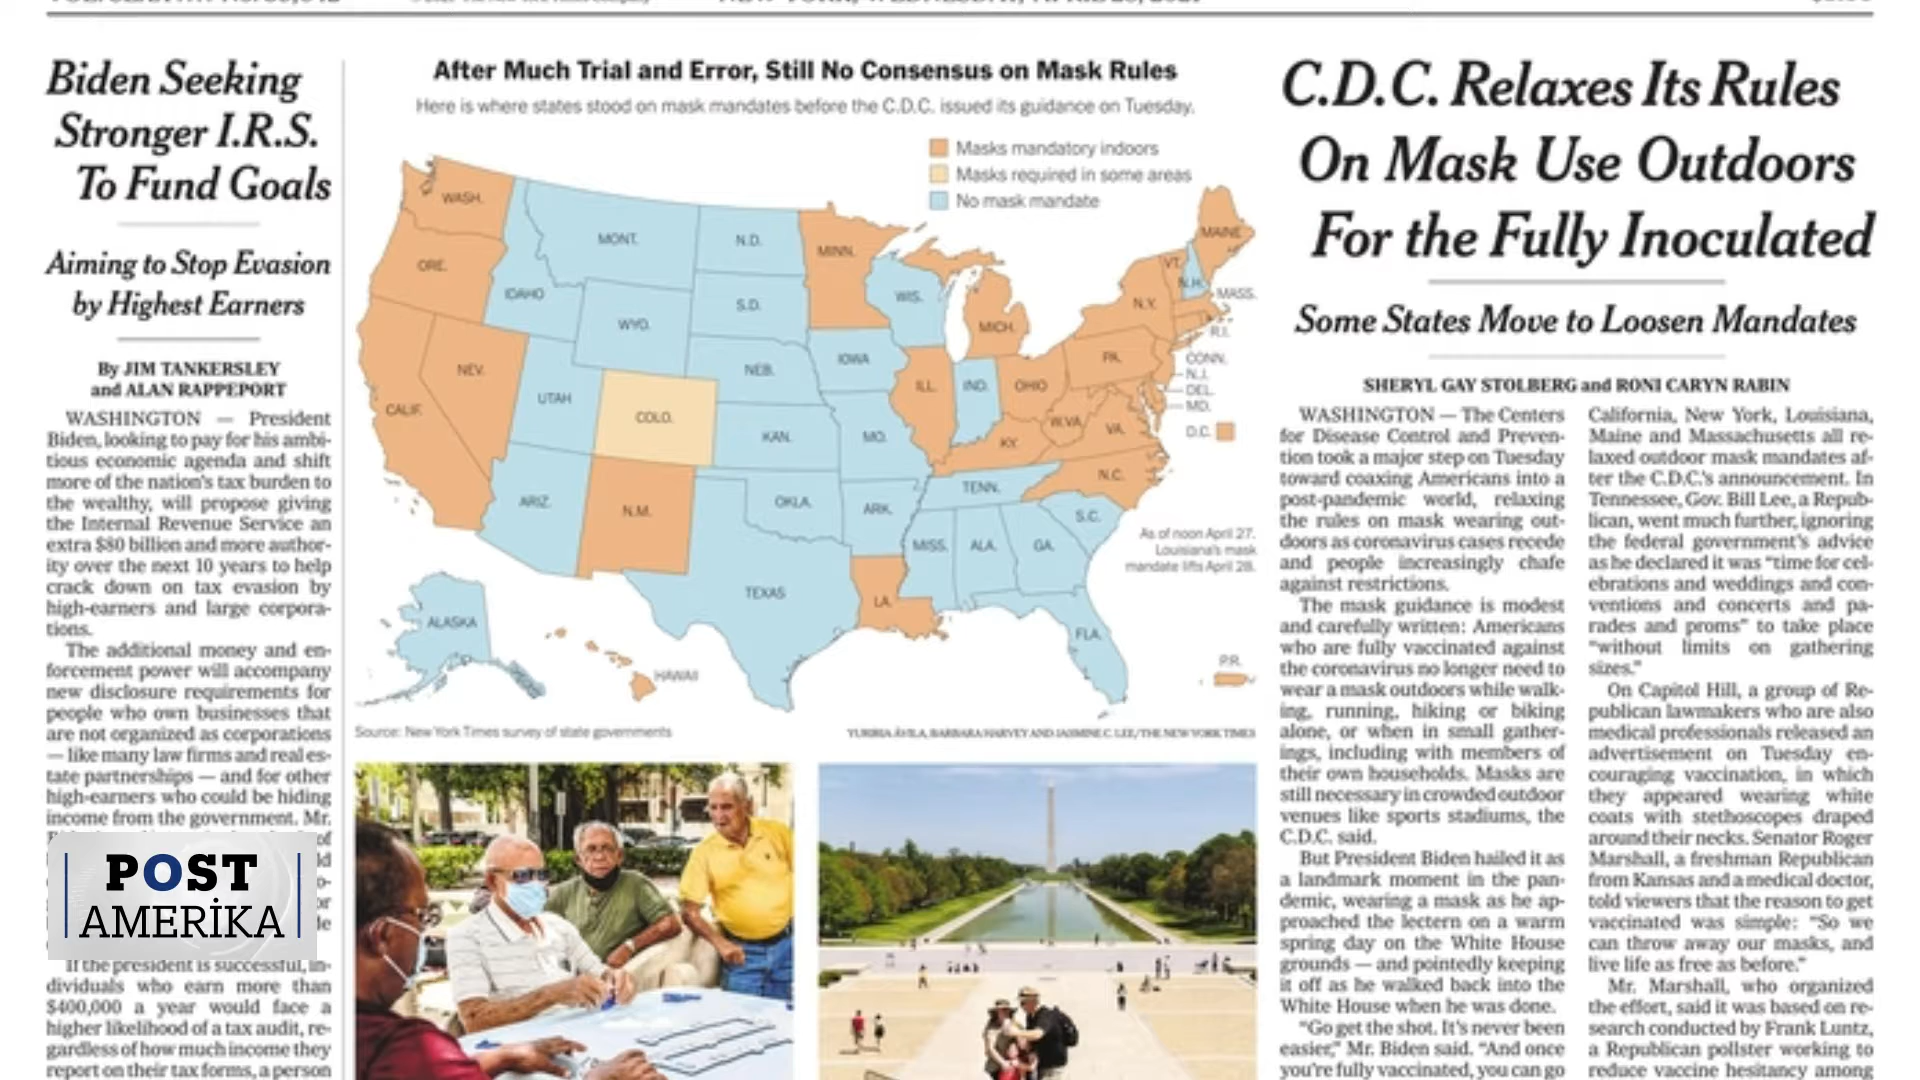 Biden Seeking
Stronger I.R.S.
To Fund Goals
Aiming to Stop Evasion
by Highest Earners
By JIM TANKERSLEY
and ALAN RAPPEPORT
WASHINGTON — President
Biden, looking to pay for his ambi-
tious economic agenda and shift
more of the nation's tax burden to
the wealthy, will propose giving
the Internal Revenue Service an
extra $80 billion and more author-
ity over the next 10 years to help
crack down on tax evasion by
high-earners and large corpora-
tions.
The additional money and en-
forcement power will accompany
new disclosure requirements for
people who own businesses that
are not organized as corporations
— like many law firms and real es-
tate partnerships — and for other
high-earners who could be hiding
income from the government. Mr.
POST
AMERİKA
If the president is successful, in-
dividuals who earn more than
$400,000 a year would face a
higher likelihood of a tax audit, re-
gardless of how much income they
report on their tax forms, a person
After Much Trial and Error, Still No Consensus on Mask Rules
Here is where states stood on mask mandates before the C.D.C. issued its guidance on Tuesday.
Masks mandatory indoors
Masks required in some areas
No mask mandate
WASH.
MONT.
N.D.
MINN.
MAINE
VT.
N.H.
ORE.
IDAHO
WYO.
S.D.
WIS.
MICH.
N.Y.
MASS.
R.I.
NEV.
UTAH
NEB.
IOWA
ILL.
IND.
OHIO
PA.
CONN.
N.J.
DEL.
MD.
CALIF.
COLO.
KAN.
MO.
KY.
W.VA.
VA.
D.C.
ARIZ.
N.M.
OKLA.
ARK.
TENN.
N.C.
S.C.
MISS.
ALA.
GA.
TEXAS
LA.
FLA.
ALASKA
HAWAII
P.R.
As of noon April 27.
Louisiana's mask
mandate lifts April 28.
Source: New York Times survey of state governments
YURIRIA ÁVILA, BARBARA HARVEY AND JASMINE C. LEE/THE NEW YORK TIMES
C.D.C. Relaxes Its Rules
On Mask Use Outdoors
For the Fully Inoculated
Some States Move to Loosen Mandates
SHERYL GAY STOLBERG and RONI CARYN RABIN
WASHINGTON — The Centers
for Disease Control and Preven-
tion took a major step on Tuesday
toward coaxing Americans into a
post-pandemic world, relaxing
the rules on mask wearing out-
doors as coronavirus cases recede
and people increasingly chafe
against restrictions.
The mask guidance is modest
and carefully written: Americans
who are fully vaccinated against
the coronavirus no longer need to
wear a mask outdoors while walk-
ing, running, hiking or biking
alone, or when in small gather-
ings, including with members of
their own households. Masks are
still necessary in crowded outdoor
venues like sports stadiums, the
C.D.C. said.
But President Biden hailed it as
a landmark moment in the pan-
demic, wearing a mask as he ap-
proached the lectern on a warm
spring day on the White House
grounds — and pointedly keeping
it off as he walked back into the
White House when he was done.
"Go get the shot. It's never been
easier," Mr. Biden said. "And once
you're fully vaccinated, you can go
California, New York, Louisiana,
Maine and Massachusetts all re-
laxed outdoor mask mandates af-
ter the C.D.C.'s announcement. In
Tennessee, Gov. Bill Lee, a Repub-
lican, went much further, ignoring
the federal government's advice
as he declared it was "time for cel-
ebrations and weddings and con-
ventions and concerts and pa-
rades and proms" to take place
"without limits on gathering
sizes."
On Capitol Hill, a group of Re-
publican lawmakers who are also
medical professionals released an
advertisement on Tuesday en-
couraging vaccination, in which
they appeared wearing white
coats with stethoscopes draped
around their necks. Senator Roger
Marshall, a freshman Republican
from Kansas and a medical doctor,
told viewers that the reason to get
vaccinated was simple: "So we
can throw away our masks, and
live life as free as before."
Mr. Marshall, who organized
the effort, said it was based on re-
search conducted by Frank Luntz,
a Republican pollster working to
reduce vaccine hesitancy among